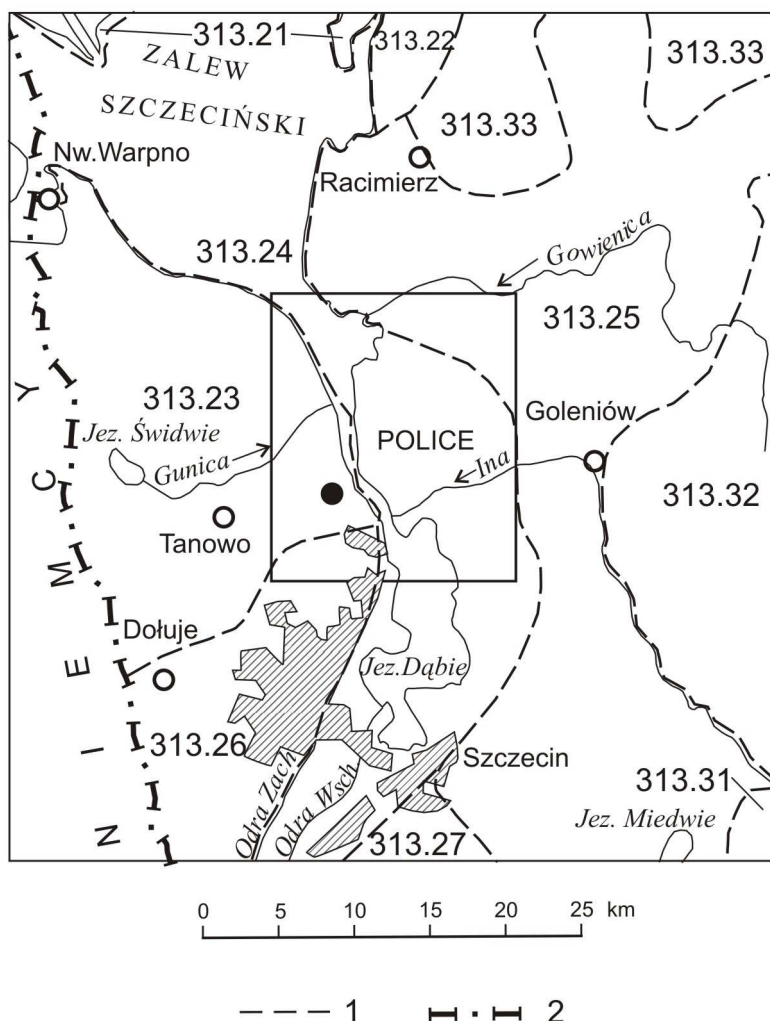 313.21
313.22
ZALEW
SZCZECIŃSKI
313.33
313.33
Nw.Warpno
Racimierz
313.24
Gowienica
313.25
313.23
Jez. Świdwie
Gunica
POLICE
Goleniów
Ina
313.32
Tanowo
NIEMCY
Dołuje
Jez.Dąbie
313.26
Szczecin
Odra Zach
Odra Wsch
313.31
Jez. Miedwie
313.27
0 5 10 15 20 25 km
1 2